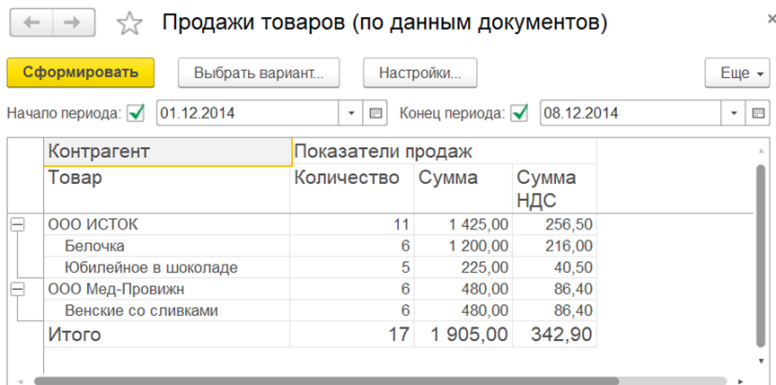 Продажи товаров (по данным документов)
Сформировать Выбрать вариант... Настройки... Еще
Начало периода: 01.12.2014 Конец периода: 08.12.2014
Контрагент Показатели продаж
Товар Количество Сумма Сумма
НДС
ООО ИСТОК 11 1 425,00 256,50
Белочка 6 1 200,00 216,00
Юбилейное в шоколаде 5 225,00 40,50
ООО Мед-Провижн 6 480,00 86,40
Венские со сливками 6 480,00 86,40
Итого 17 1 905,00 342,90